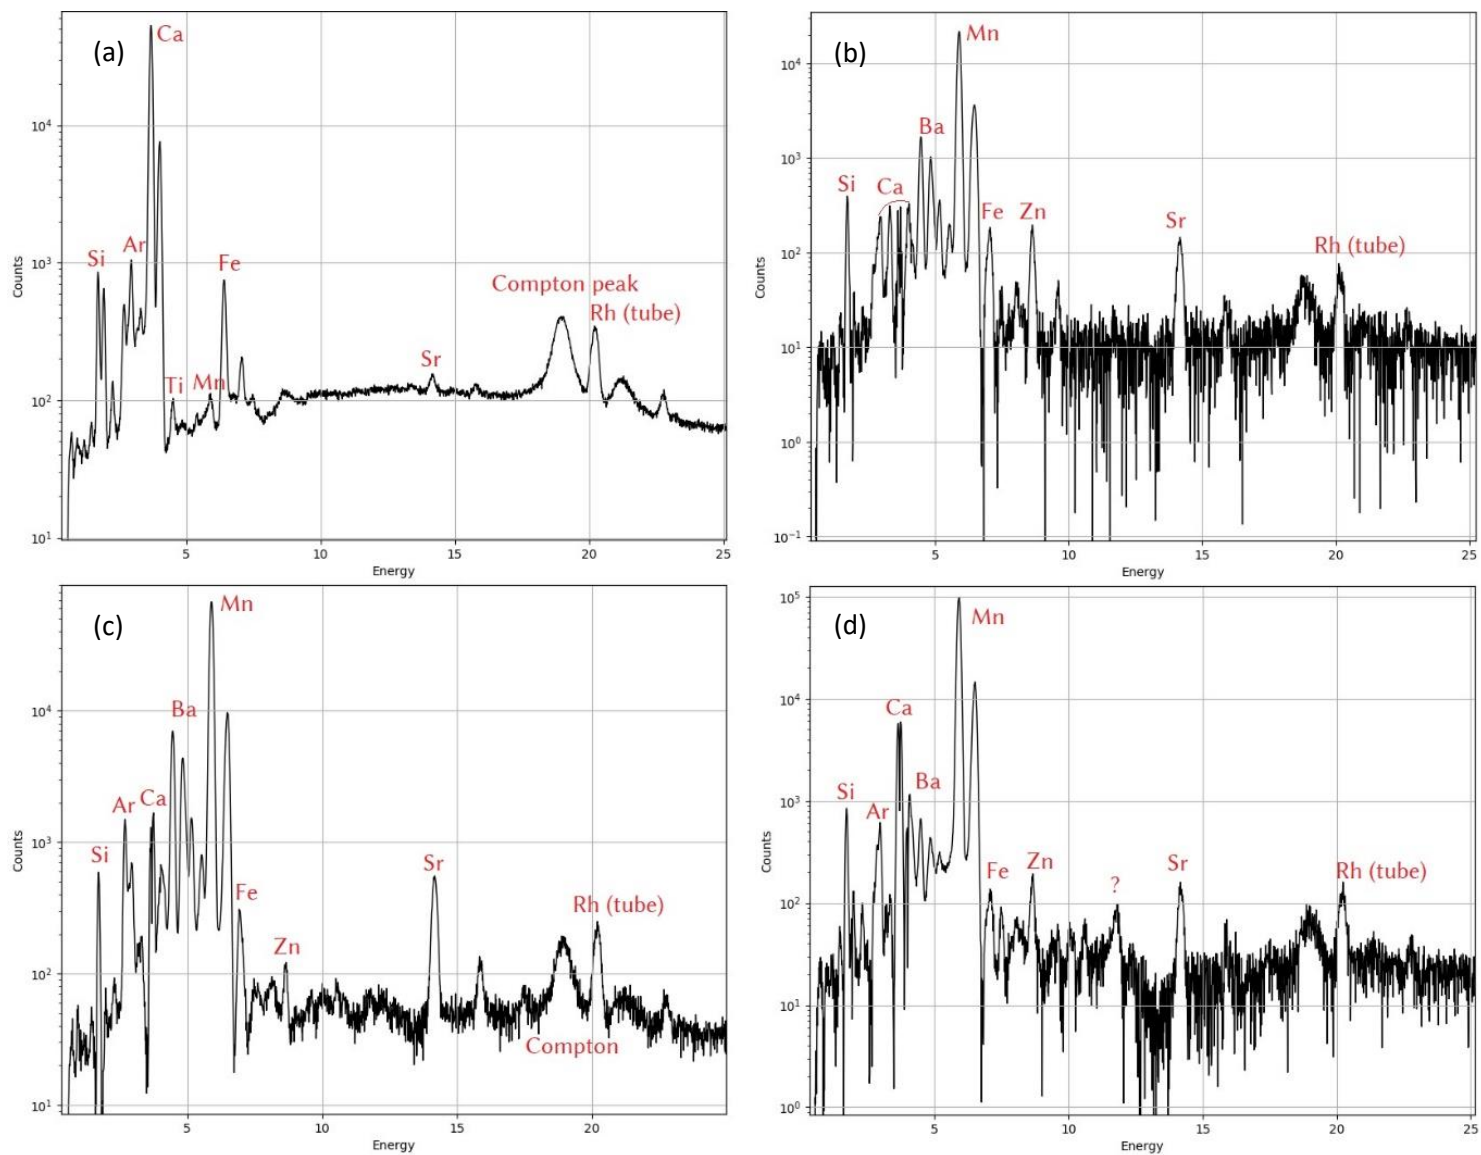 (a)
Ca
Si
Ar
Fe
Ti
Mn
Sr
Compton peak
Rh (tube)
10⁴
10³
10²
10¹
Counts
5
10
15
20
25
Energy
(b)
Mn
Ba
Si
Ca
Fe
Zn
Sr
Rh (tube)
10⁴
10³
10²
10¹
10⁰
10⁻¹
Counts
5
10
15
20
25
Energy
(c)
Mn
Ba
Ar
Ca
Si
Fe
Zn
Sr
Rh (tube)
Compton
10⁴
10³
10²
10¹
Counts
5
10
15
20
Energy
(d)
Mn
Ca
Ba
Si
Ar
Fe
Zn
?
Sr
Rh (tube)
10⁵
10⁴
10³
10²
10¹
10⁰
Counts
5
10
15
20
25
Energy